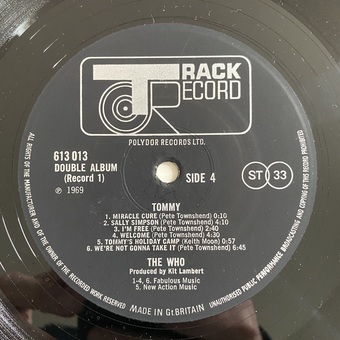 TRACK
RECORD
POLYDOR RECORDS LTD.
613 013
DOUBLE ALBUM
(Record 1)
℗ 1969
SIDE 4
ST 33
TOMMY
1. MIRACLE CURE (Pete Townshend) 0:10
2. SALLY SIMPSON (Pete Townshend) 4:10
3. I'M FREE (Pete Townshend) 2:40
4. WELCOME (Pete Townshend) 4:30
5. TOMMY'S HOLIDAY CAMP (Keith Moon) 0:57
6. WE'RE NOT GONNA TAKE IT (Pete Townshend) 6:45
THE WHO
Produced by Kit Lambert
1-4, 6. Fabulous Music
5. New Action Music
ALL RIGHTS OF THE MANUFACTURER AND OF THE OWNER OF THE RECORDED WORK RESERVED
UNAUTHORISED PUBLIC PERFORMANCE, BROADCASTING AND COPYING OF THIS RECORD PROHIBITED
MADE IN Gt BRITAIN